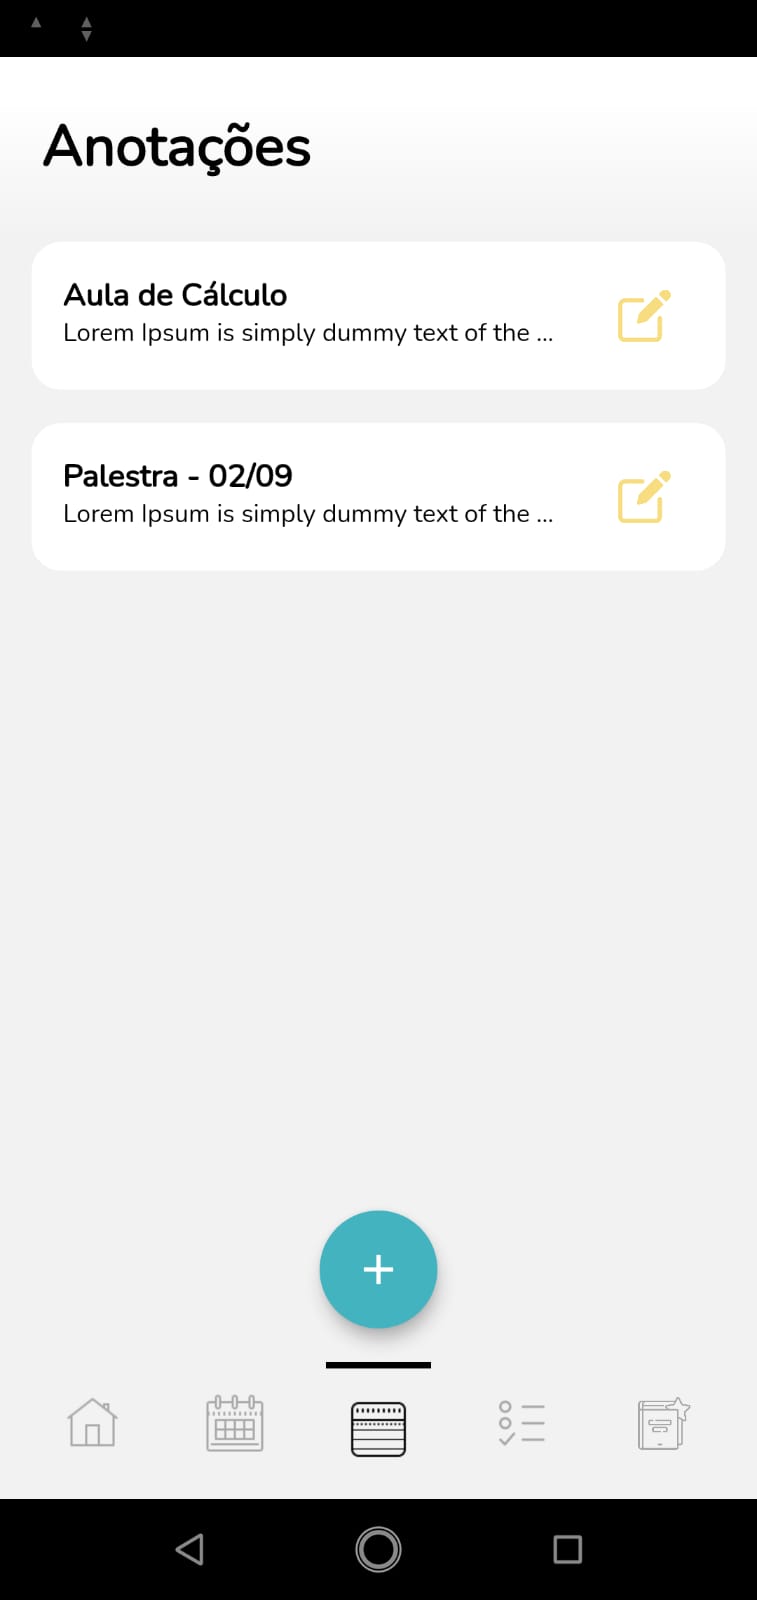 Anotações
Aula de Cálculo
Lorem Ipsum is simply dummy text of the ...
Palestra - 02/09
Lorem Ipsum is simply dummy text of the ...